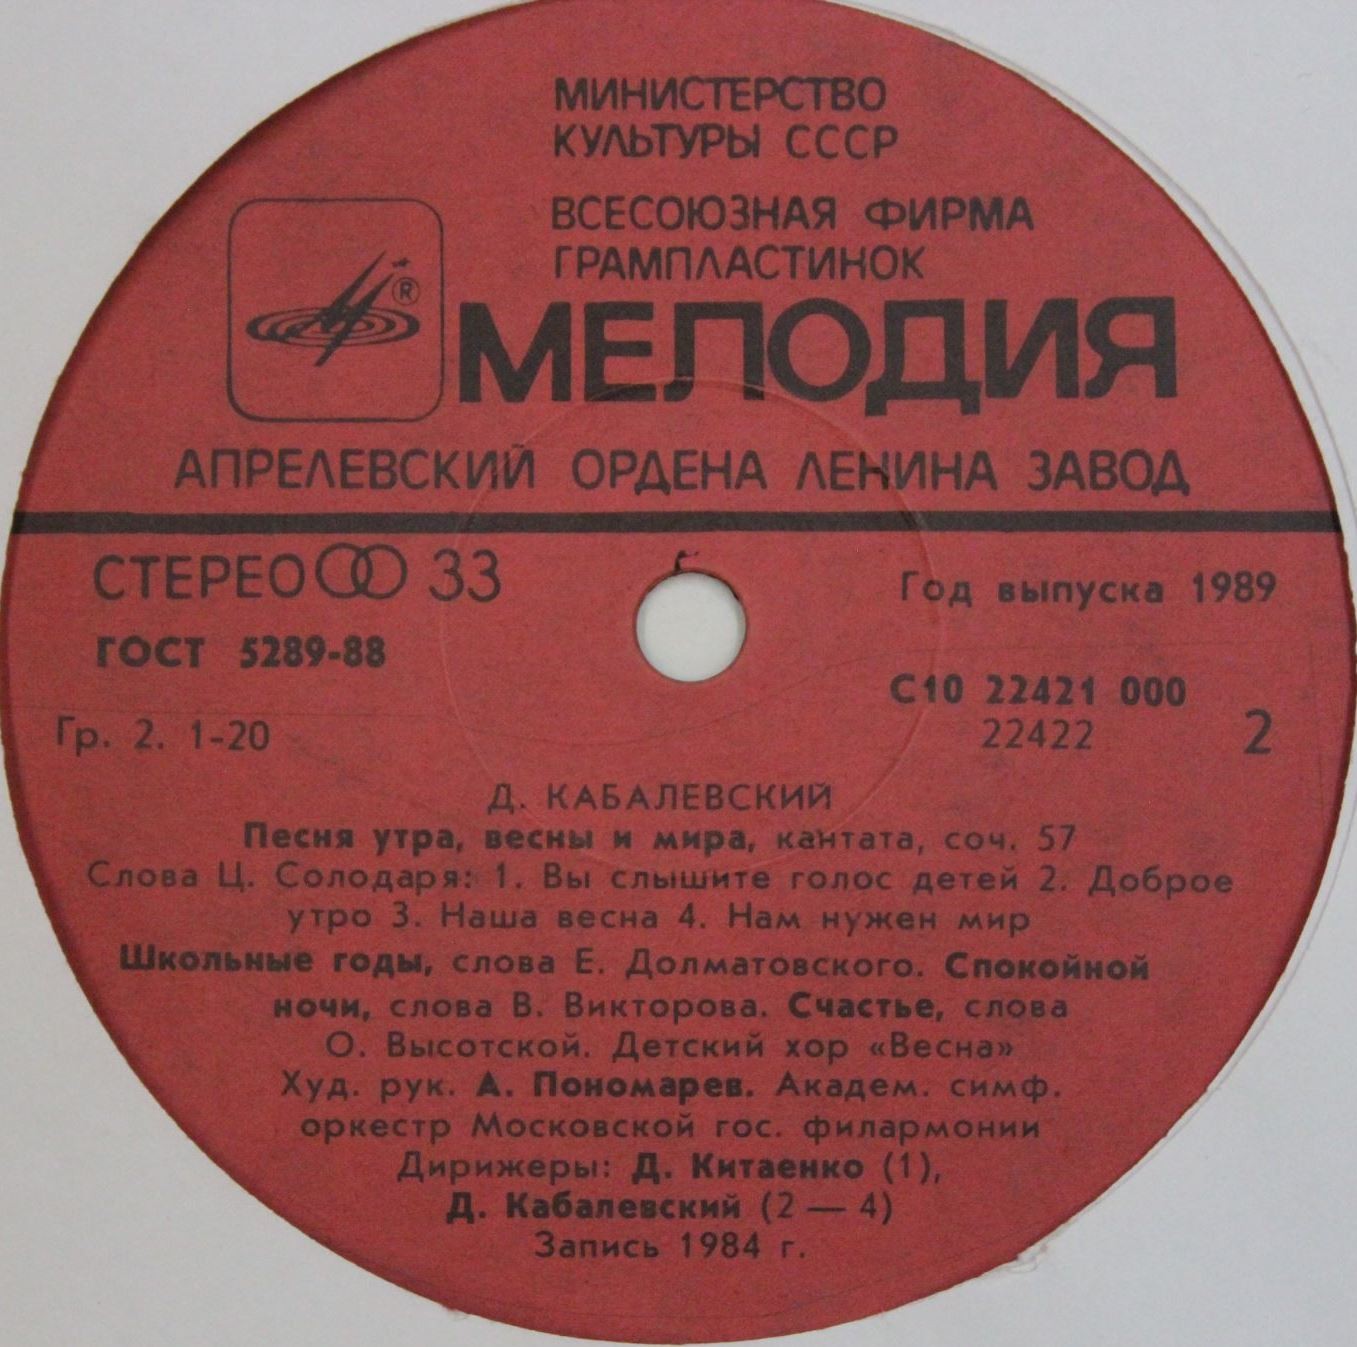 МИНИСТЕРСТВО
КУЛЬТУРЫ СССР
ВСЕСОЮЗНАЯ ФИРМА
ГРАМПЛАСТИНОК
®
МЕЛОДИЯ
АПРЕЛЕВСКИЙ ОРДЕНА ЛЕНИНА ЗАВОД
СТЕРЕО 33
Год выпуска 1989
ГОСТ 5289-88
С10 22421 000
Гр. 2. 1-20
22422
2
Д. КАБАЛЕВСКИЙ
Песня утра, весны и мира, кантата, соч. 57
Слова Ц. Солодаря: 1. Вы слышите голос детей 2. Доброе
утро 3. Наша весна 4. Нам нужен мир
Школьные годы, слова Е. Долматовского. Спокойной
ночи, слова В. Викторова. Счастье, слова
О. Высотской. Детский хор «Весна»
Худ. рук. А. Пономарев. Академ. симф.
оркестр Московской гос. филармонии
Дирижеры: Д. Китаенко (1),
Д. Кабалевский (2 — 4)
Запись 1984 г.